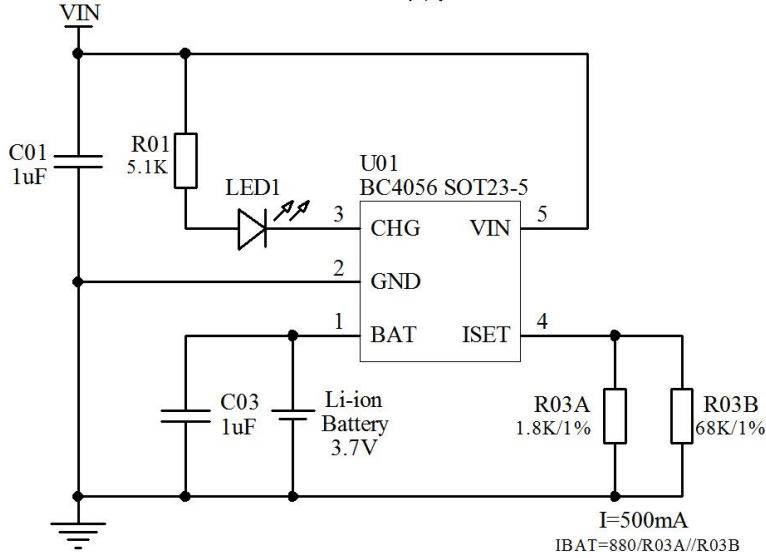 VIN
C01
1uF
R01
5.1K
LED1
U01
BC4056 SOT23-5
3
CHG
VIN
5
2
GND
1
BAT
ISET
4
C03
1uF
Li-ion
Battery
3.7V
R03A
1.8K/1%
R03B
68K/1%
I=500mA
IBAT=880/R03A//R03B